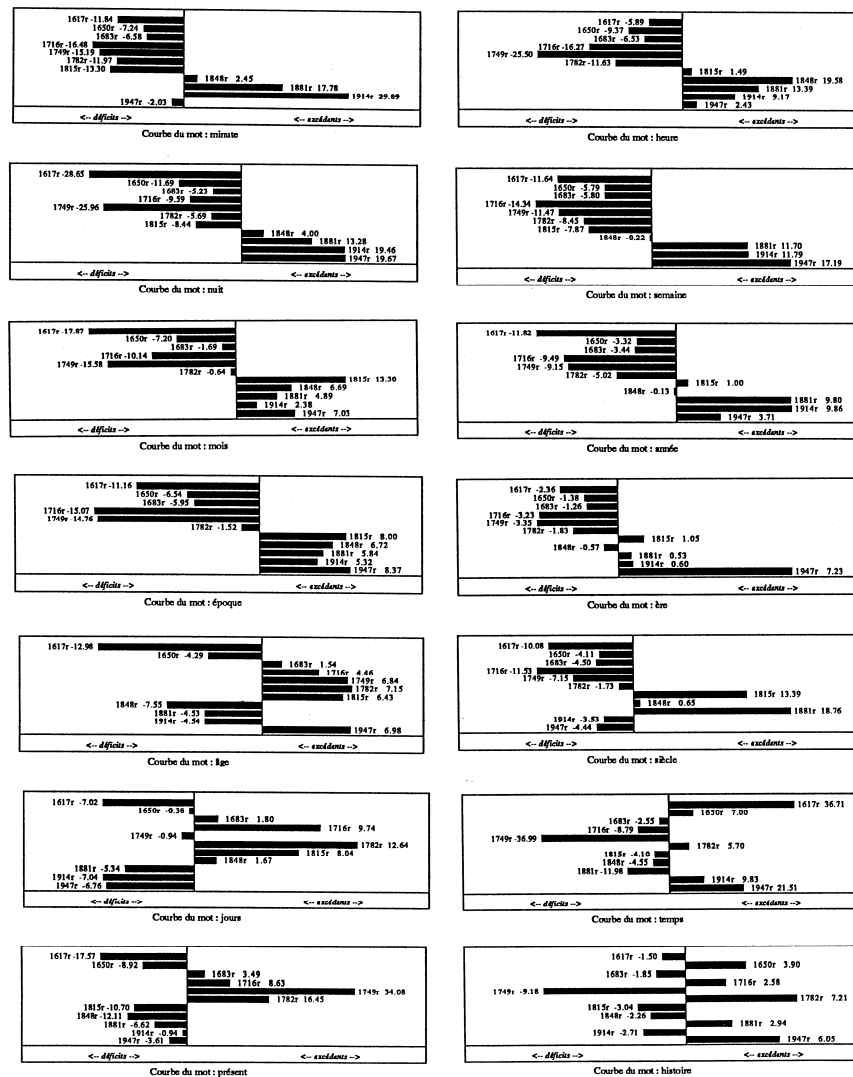 1617r -11.84
1650r -7.24
1683r -6.58
1716r -16.48
1749r -15.19
1782r -11.97
1815r -13.30
1848r 2.45
1881r 17.78
1914r 29.89
1947r -2.03
<-- déficits --> <-- excédents -->
Courbe du mot : minute
1617r -5.89
1650r -9.37
1683r -6.53
1716r -16.27
1749r -25.50
1782r -11.63
1815r 1.49
1848r 19.58
1881r 13.39
1914r 9.17
1947r 2.43
<-- déficits --> <-- excédents -->
Courbe du mot : heure
1617r -28.65
1650r -11.69
1683r -5.23
1716r -9.59
1749r -25.96
1782r -5.69
1815r -8.44
1848r 4.00
1881r 13.28
1914r 19.46
1947r 19.67
<-- déficits --> <-- excédents -->
Courbe du mot : nuit
1617r -11.64
1650r -5.79
1683r -5.80
1716r -14.34
1749r -11.47
1782r -8.45
1815r -7.87
1848r -0.22
1881r 11.70
1914r 11.79
1947r 17.19
<-- déficits --> <-- excédents -->
Courbe du mot : semaine
1617r -17.87
1650r -7.20
1683r -1.69
1716r -10.14
1749r -15.58
1782r -0.64
1815r 13.30
1848r 6.69
1881r 4.89
1914r 2.38
1947r 7.03
<-- déficits --> <-- excédents -->
Courbe du mot : mois
1617r -11.82
1650r -3.32
1683r -3.44
1716r -9.49
1749r -9.15
1782r -5.02
1815r 1.00
1848r -0.13
1881r 9.80
1914r 9.86
1947r 3.71
<-- déficits --> <-- excédents -->
Courbe du mot : année
1617r -11.16
1650r -6.54
1683r -5.95
1716r -15.07
1749r -14.76
1782r -1.52
1815r 8.00
1848r 6.72
1881r 5.84
1914r 5.32
1947r 8.37
<-- déficits --> <-- excédents -->
Courbe du mot : époque
1617r -2.36
1650r -1.38
1683r -1.26
1716r -3.23
1749r -3.35
1782r -1.83
1815r 1.05
1848r -0.57
1881r 0.53
1914r 0.60
1947r 7.23
<-- déficits --> <-- excédents -->
Courbe du mot : ère
1617r -12.98
1650r -4.29
1683r 1.54
1716r 4.46
1749r 6.84
1782r 7.15
1815r 6.43
1848r -7.55
1881r -4.53
1914r -4.54
1947r 6.98
<-- déficits --> <-- excédents -->
Courbe du mot : âge
1617r -10.08
1650r -4.11
1683r -4.50
1716r -11.53
1749r -7.15
1782r -1.73
1815r 13.39
1848r 0.65
1881r 18.76
1914r -3.53
1947r -4.44
<-- déficits --> <-- excédents -->
Courbe du mot : siècle
1617r -7.02
1650r -0.38
1683r 1.80
1716r 9.74
1749r -0.94
1782r 12.64
1815r 8.04
1848r 1.67
1881r -5.34
1914r -7.04
1947r -6.76
<-- déficits --> <-- excédents -->
Courbe du mot : jours
1617r 36.71
1650r 7.00
1683r -2.55
1716r -8.79
1749r -36.99
1782r 5.70
1815r -4.10
1848r -4.55
1881r -11.98
1914r 9.83
1947r 21.51
<-- déficits --> <-- excédents -->
Courbe du mot : temps
1617r -17.57
1650r -8.92
1683r 3.49
1716r 8.63
1749r 34.08
1782r 16.45
1815r -10.70
1848r -12.11
1881r -6.62
1914r -0.94
1947r -3.61
<-- déficits --> <-- excédents -->
Courbe du mot : présent
1617r -1.50
1650r 3.90
1683r -1.85
1716r 2.58
1749r -9.18
1782r 7.21
1815r -3.04
1848r -2.26
1881r 2.94
1914r -2.71
1947r 6.05
<-- déficits --> <-- excédents -->
Courbe du mot : histoire